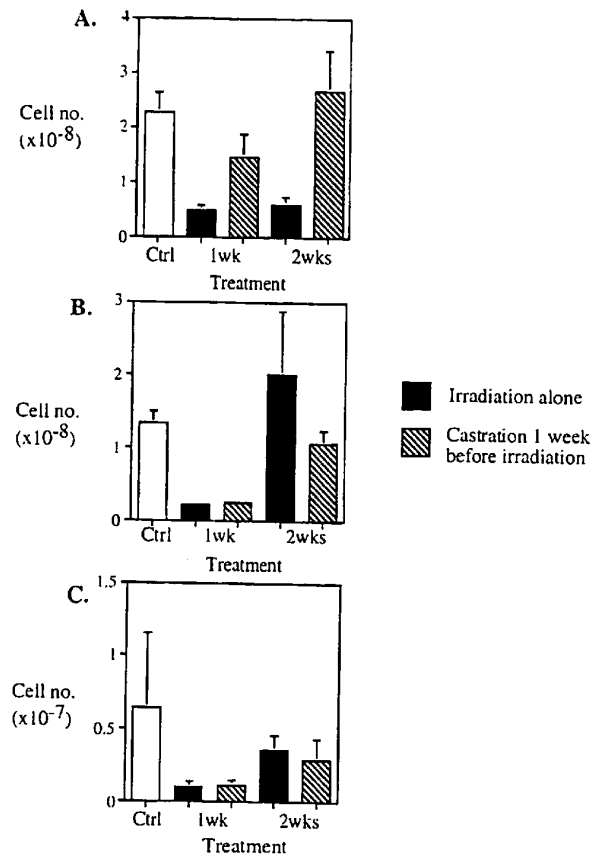 A.
4
3
Cell no.
(x10-8)
2
1
0
Ctrl 1wk 2wks
Treatment
B.
3
2
Cell no.
(x10-8)
1
0
Ctrl 1wk 2wks
Treatment
Irradiation alone
Castration 1 week
before irradiation
C.
1.5
1
Cell no.
(x10-7)
0.5
0
Ctrl 1wk 2wks
Treatment